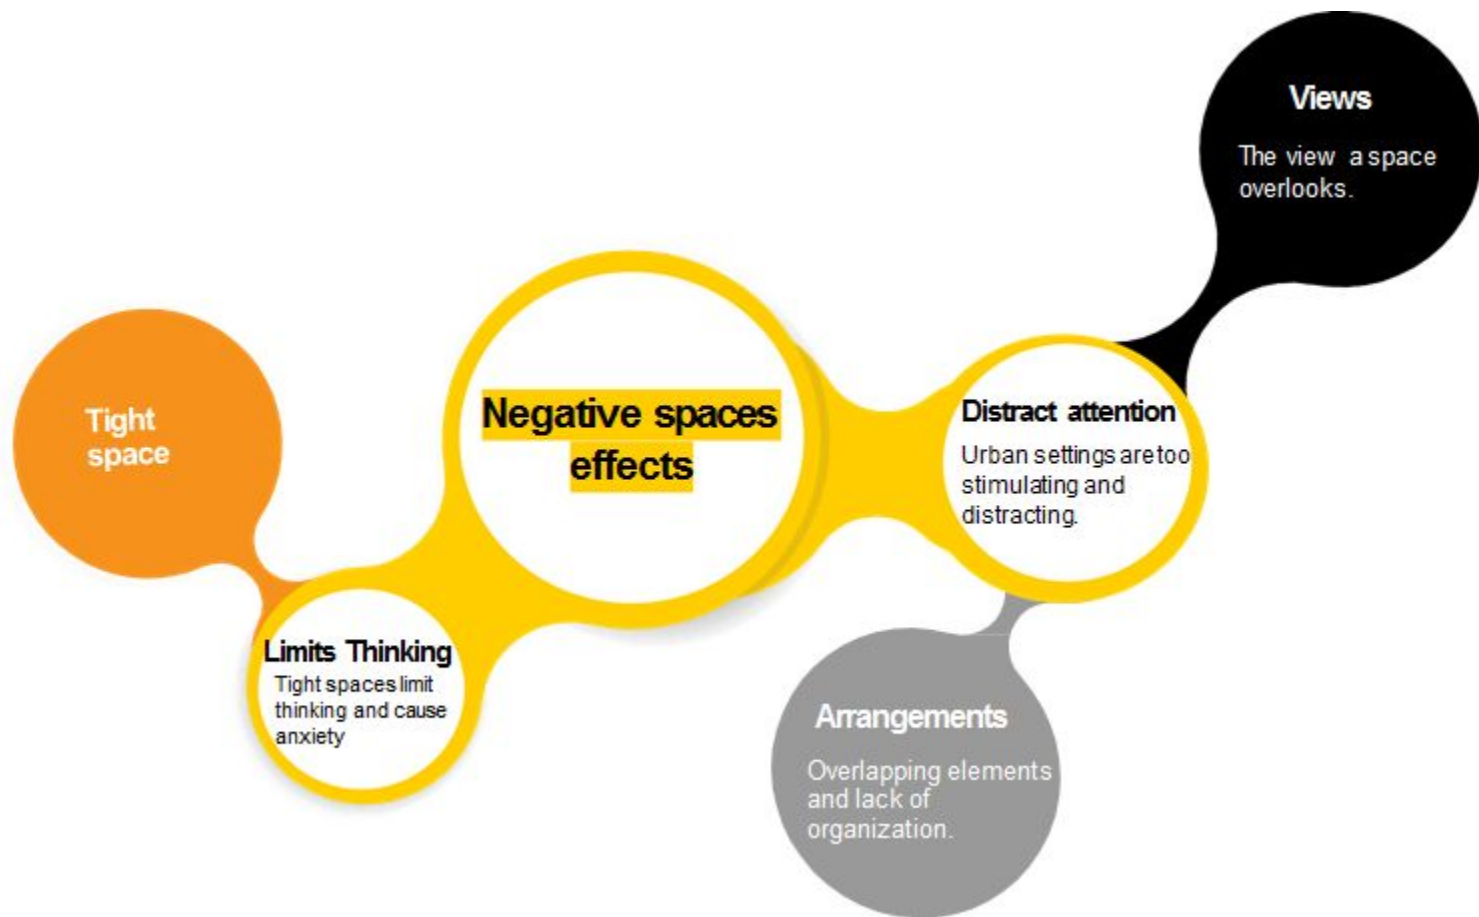 Views
The view a space
overlooks.
Tight
space
Negative spaces
effects
Distract attention
Urban settings are too
stimulating and
distracting.
Limits Thinking
Tight spaces limit
thinking and cause
anxiety
Arrangements
Overlapping elements
and lack of
organization.